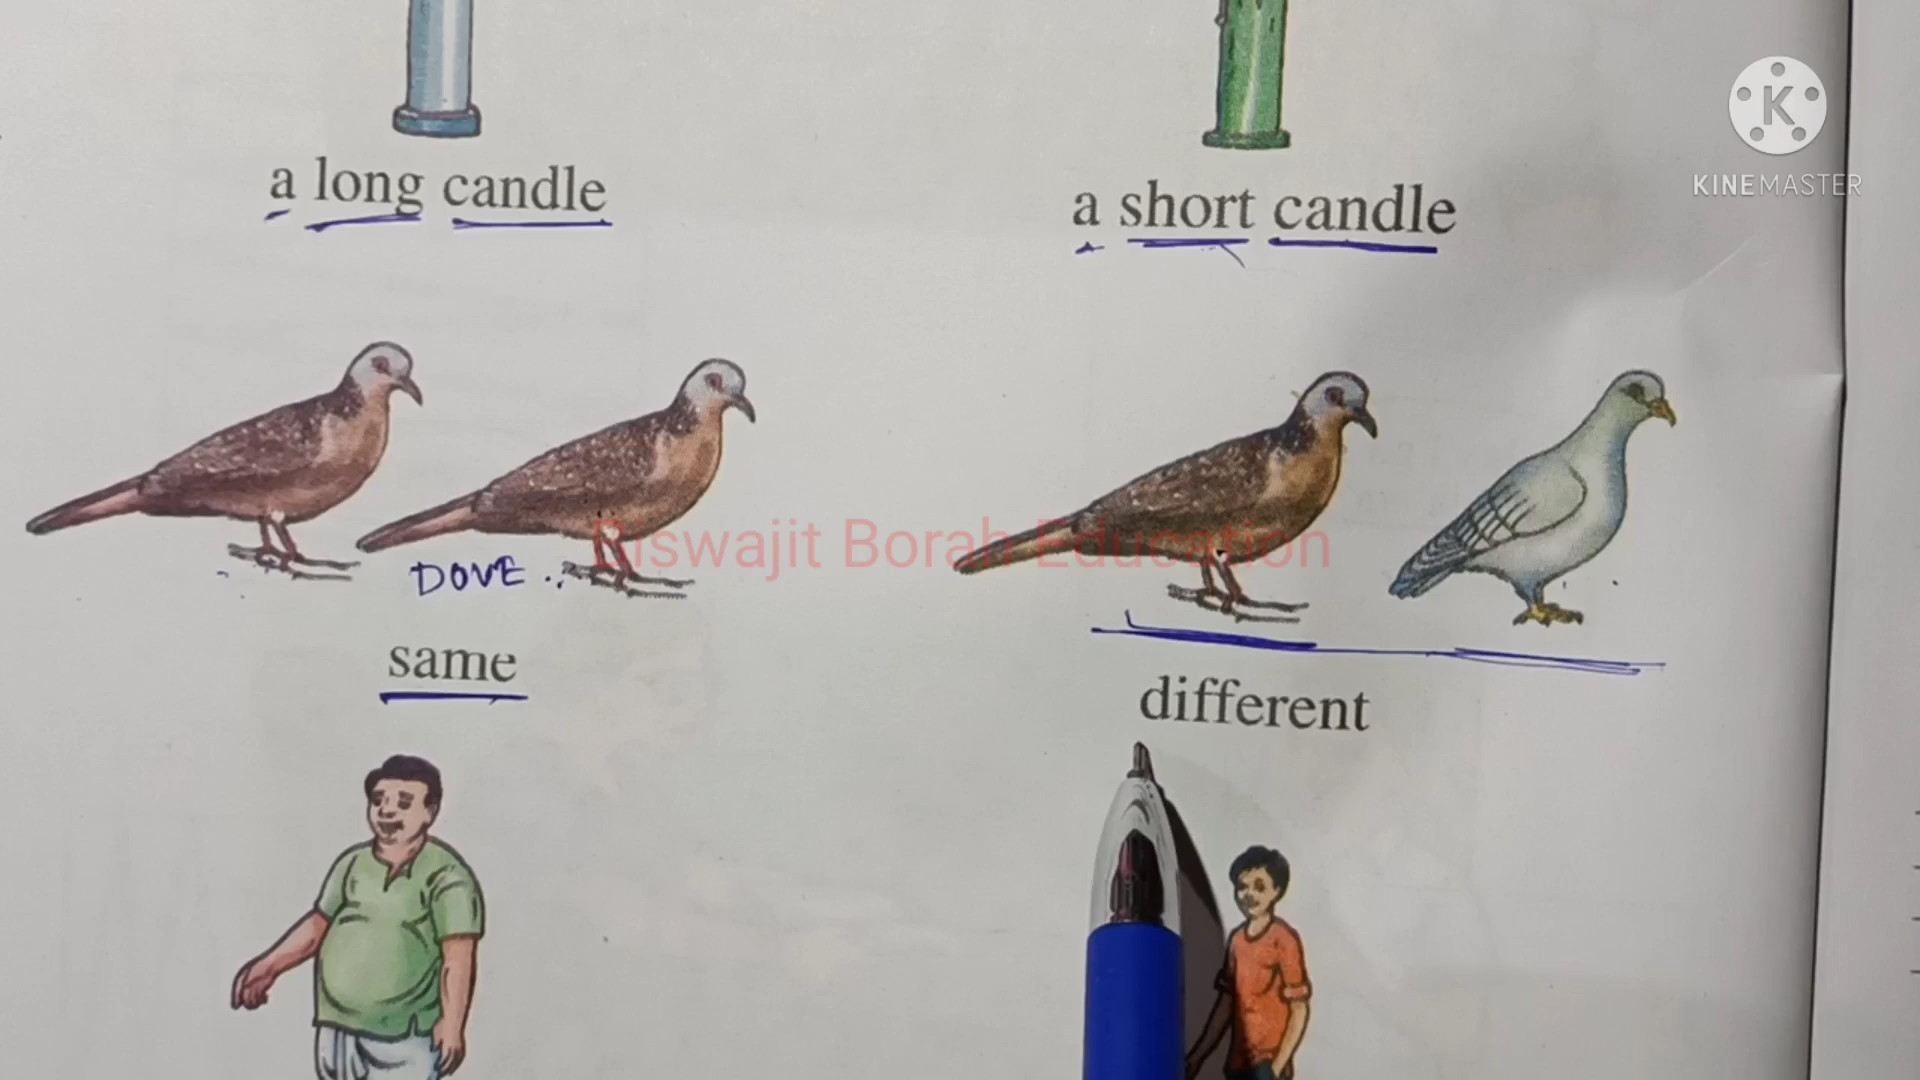 KINEMASTER
a long candle
a short candle
Biswajit Borah Education
DOVE ..
same
different